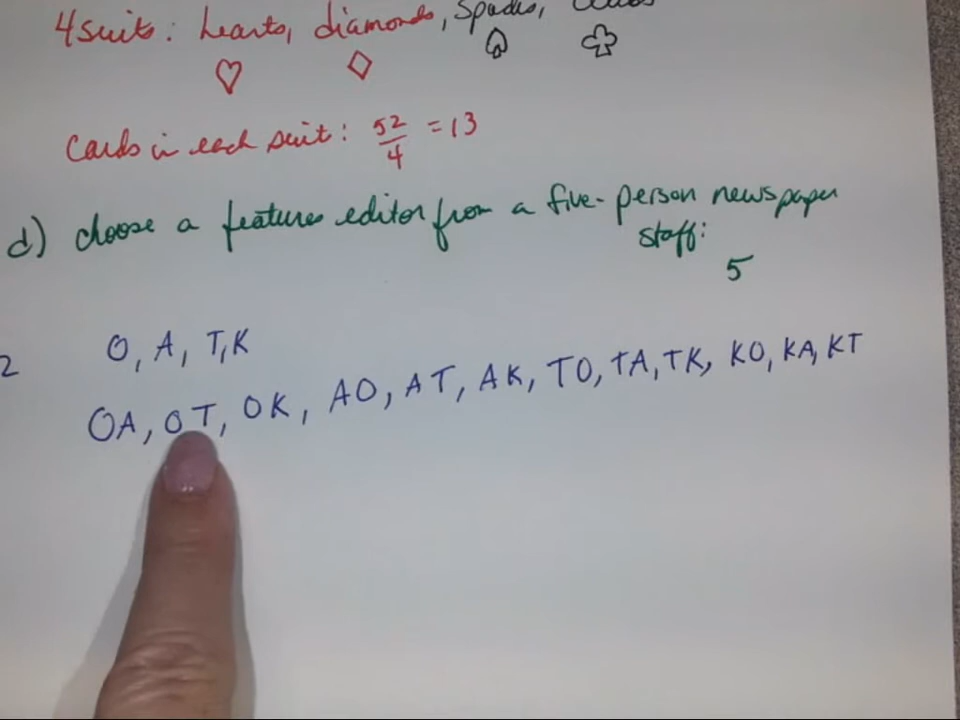 4 suits: hearts, diamonds, spades,
cards in each suit: 52/4 = 13
d) choose a features editor from a five-person newspaper
staff:
5
2 O, A, T, K
OA, OT, OK, AO, AT, AK, TO, TA, TK, KO, KA, KT